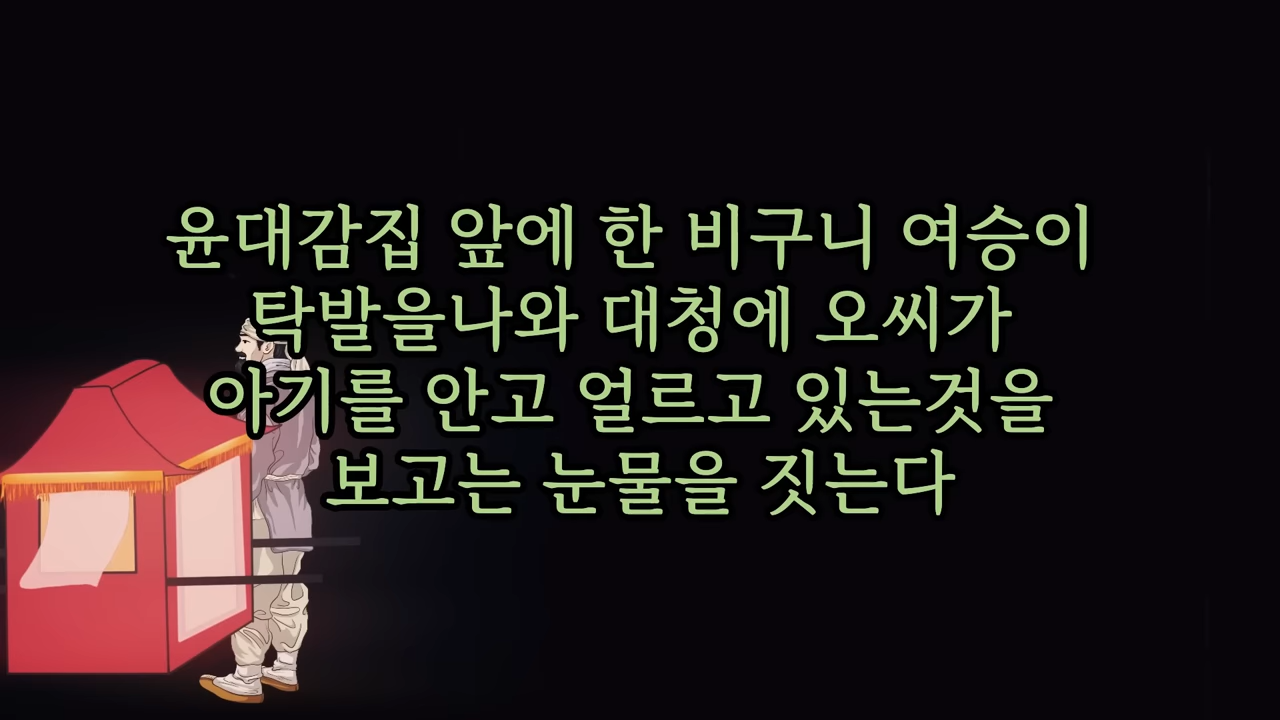 윤대감집 앞에 한 비구니 여승이
탁발을나와 대청에 오씨가
아기를 안고 얼르고 있는것을
보고는 눈물을 짓는다